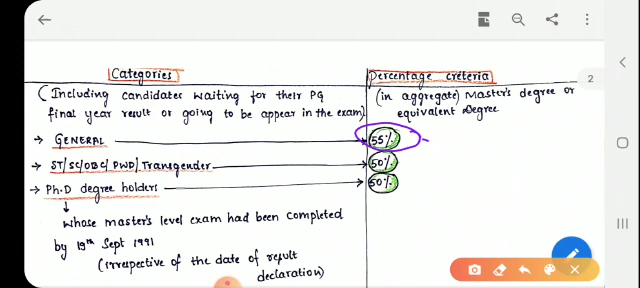 Categories
Percentage creteria
2
(Including candidates waiting for their PG
final year result or going to be appear in the exam)
(in aggregate) Master's degree or
equivalent Degree
→ GENERAL → 55%
→ ST/SC/OBC/PWD/Transgender → 50%
→ Ph.D degree holders → 50%
whose master's level exam had been completed
by 19th Sept 1991
(irrespective of the date of result
declaration)